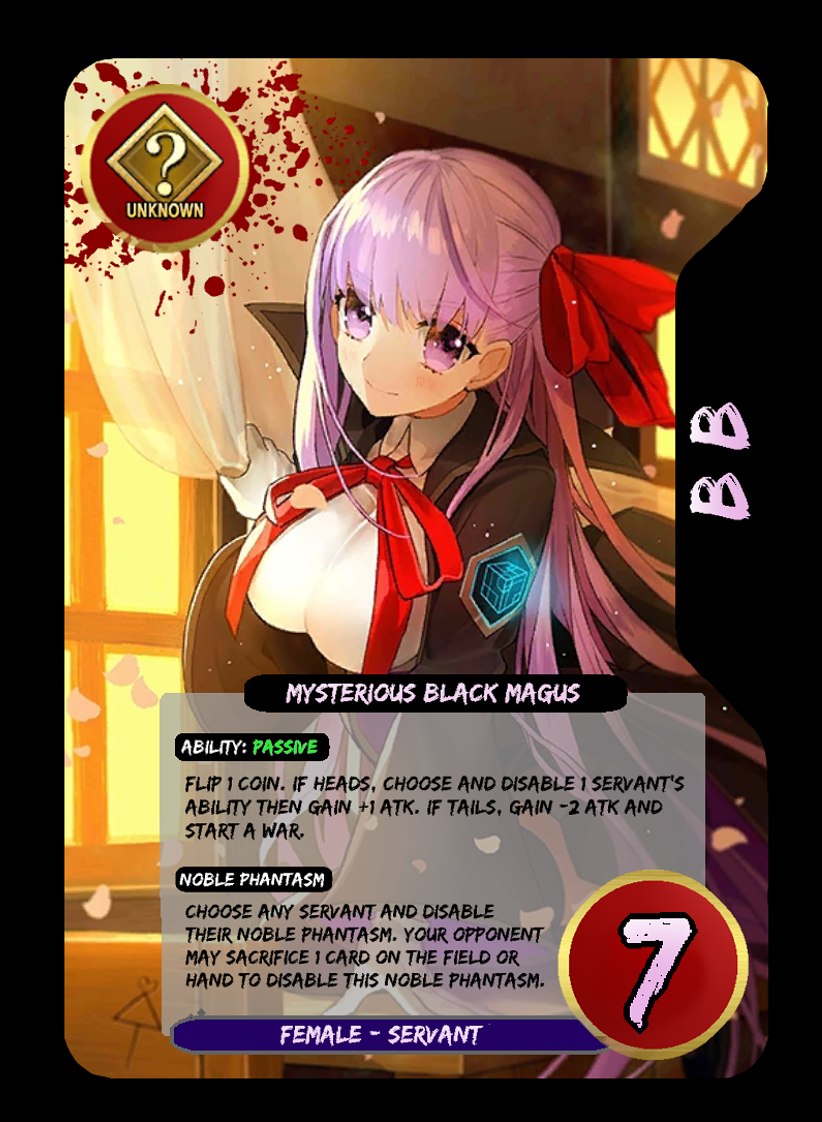 ?
UNKNOWN
B B
MYSTERIOUS BLACK MAGUS
ABILITY: PASSIVE
FLIP 1 COIN. IF HEADS, CHOOSE AND DISABLE 1 SERVANT'S
ABILITY THEN GAIN +1 ATK. IF TAILS, GAIN -2 ATK AND
START A WAR.
NOBLE PHANTASM
CHOOSE ANY SERVANT AND DISABLE
THEIR NOBLE PHANTASM. YOUR OPPONENT
MAY SACRIFICE 1 CARD ON THE FIELD OR
HAND TO DISABLE THIS NOBLE PHANTASM.
7
FEMALE - SERVANT